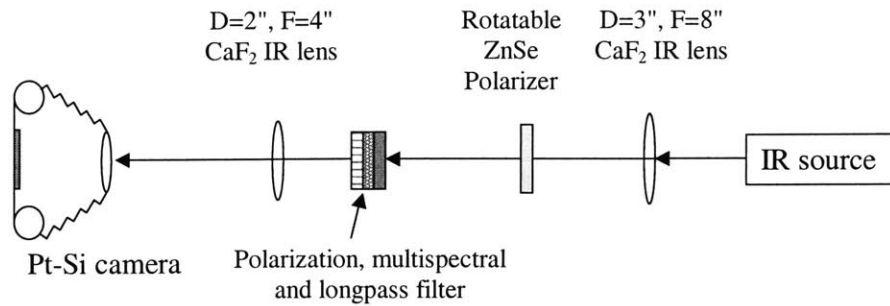 D=2", F=4"
CaF₂ IR lens
Rotatable
ZnSe
Polarizer
D=3", F=8"
CaF₂ IR lens
IR source
Pt-Si camera
Polarization, multispectral
and longpass filter